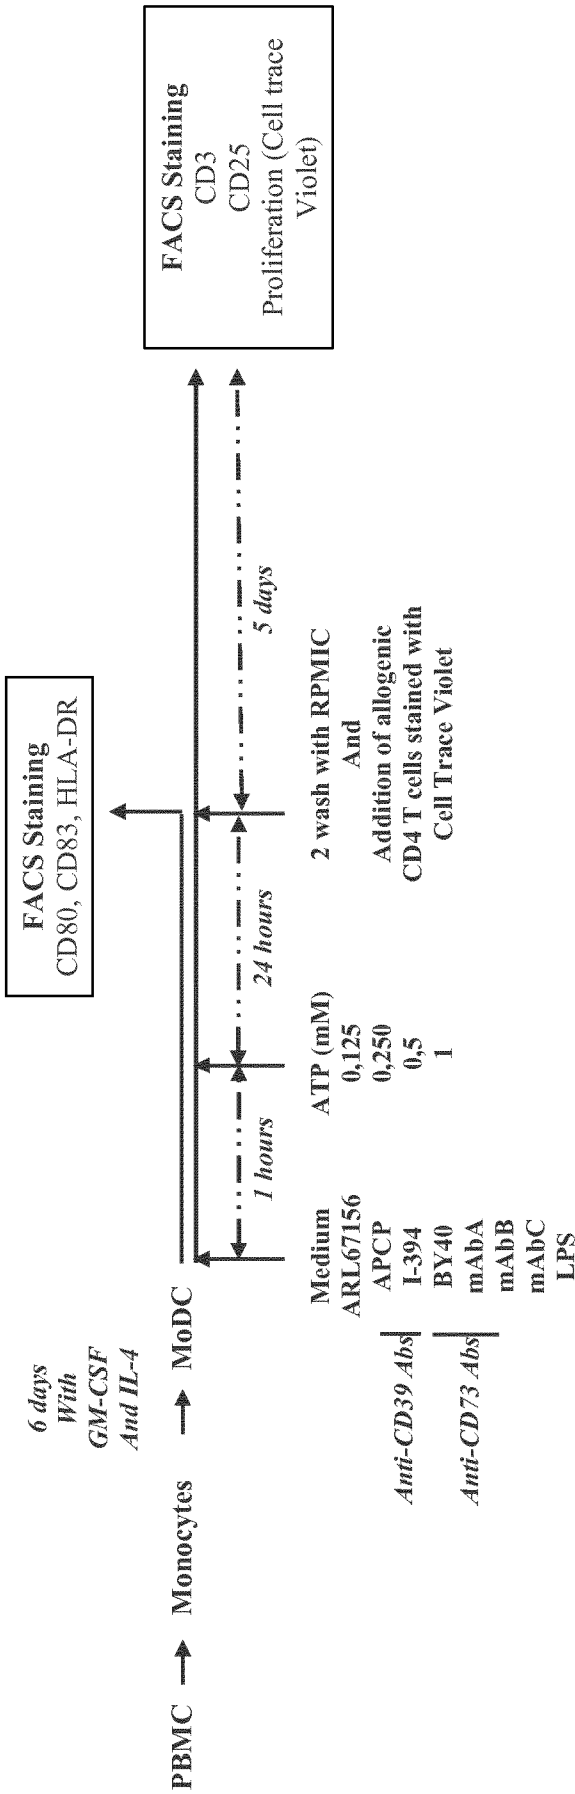 PBMC
Monocytes
6 days
With
GM-CSF
And IL-4
MoDC
FACS Staining
CD80, CD83, HLA-DR
FACS Staining
CD3
CD25
Proliferation (Cell trace
Violet)
1 hours
24 hours
5 days
Medium
ARL67156
APCP
I-394
BY40
mAbA
mAbB
mAbC
LPS
Anti-CD39 Abs
Anti-CD73 Abs
ATP (mM)
0,125
0,250
0,5
1
2 wash with RPMIC
And
Addition of allogenic
CD4 T cells stained with
Cell Trace Violet